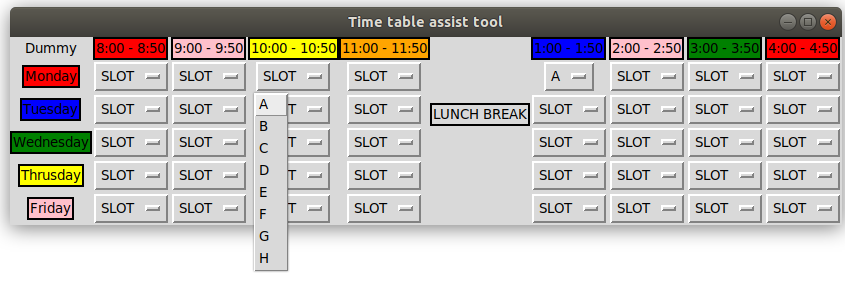 Time table assist tool
Dummy 8:00 - 8:50 9:00 - 9:50 10:00 - 10:50 11:00 - 11:50 1:00 - 1:50 2:00 - 2:50 3:00 - 3:50 4:00 - 4:50
Monday SLOT SLOT SLOT SLOT A SLOT SLOT SLOT
Tuesday SLOT SLOT OT SLOT LUNCH BREAK SLOT SLOT SLOT SLOT
Wednesday SLOT SLOT OT SLOT SLOT SLOT SLOT SLOT
Thrusday SLOT SLOT OT SLOT SLOT SLOT SLOT SLOT
Friday SLOT SLOT OT SLOT SLOT SLOT SLOT SLOT
A
B
C
D
E
F
G
H